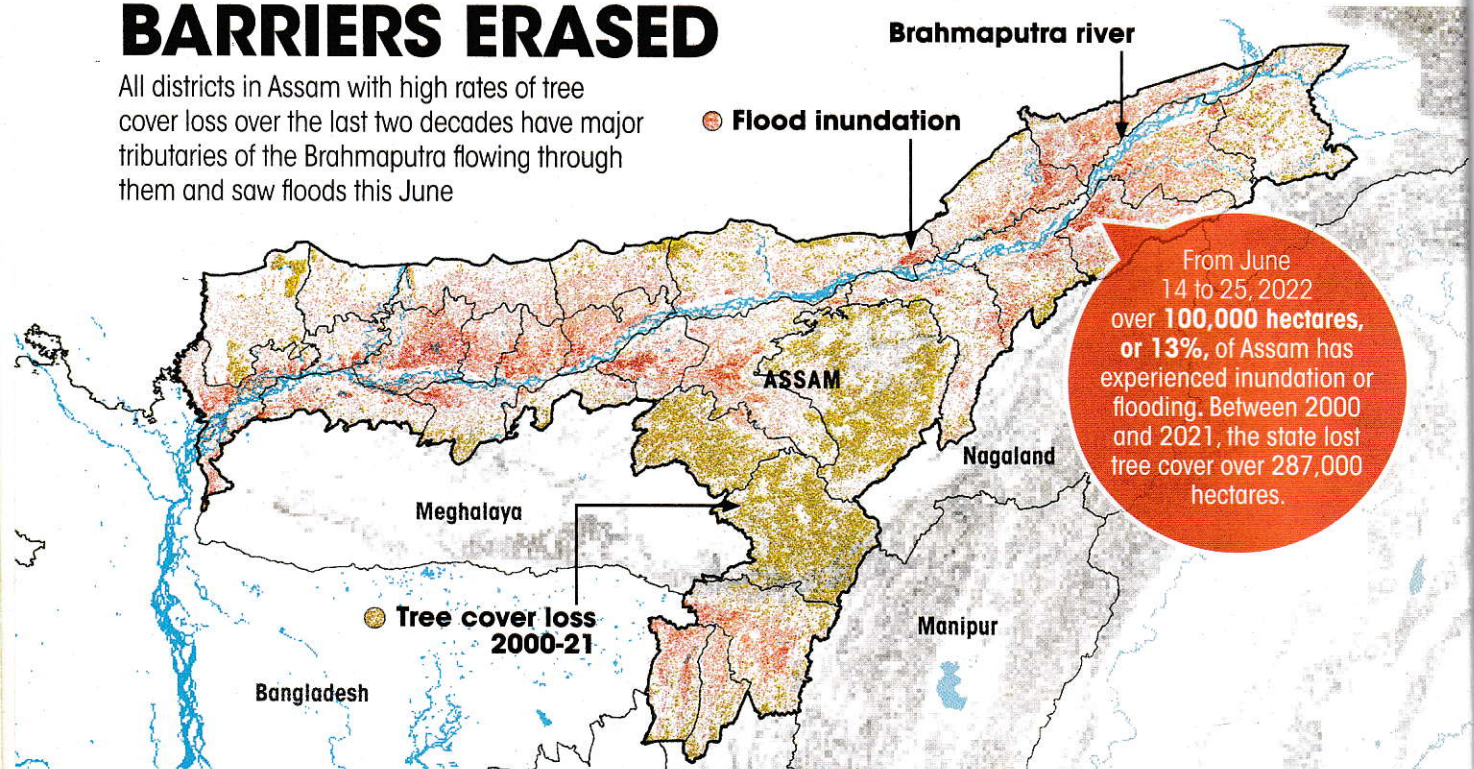 BARRIERS ERASED
All districts in Assam with high rates of tree
cover loss over the last two decades have major
tributaries of the Brahmaputra flowing through
them and saw floods this June
Brahmaputra river
Flood inundation
From June
14 to 25, 2022
over 100,000 hectares,
or 13%, of Assam has
experienced inundation or
flooding. Between 2000
and 2021, the state lost
tree cover over 287,000
hectares.
ASSAM
Nagaland
Meghalaya
Tree cover loss
2000-21
Manipur
Bangladesh